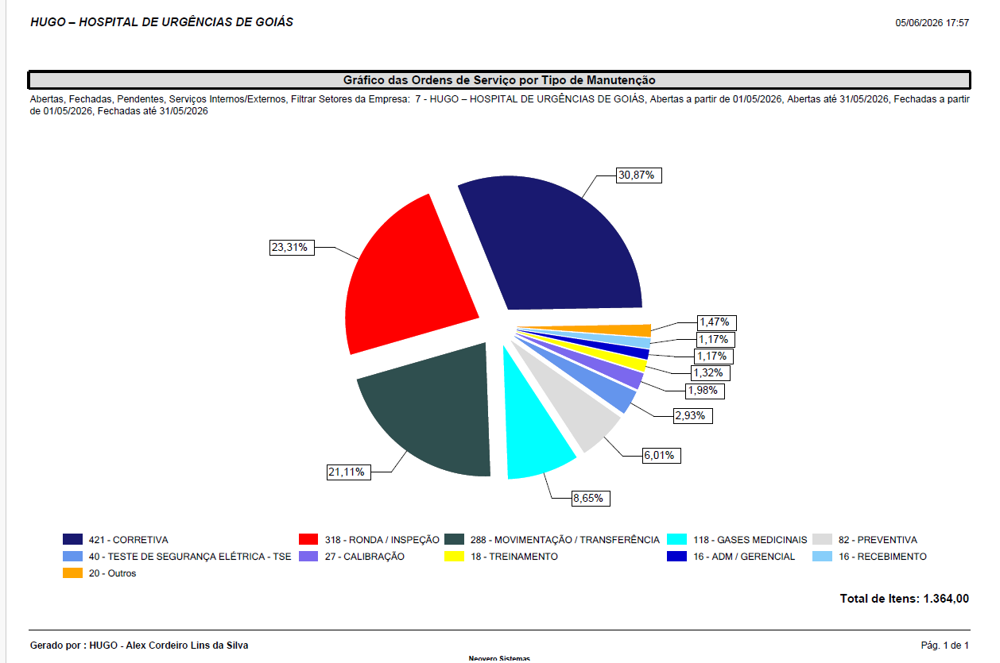 HUGO – HOSPITAL DE URGÊNCIAS DE GOIÁS
05/06/2026 17:57
Gráfico das Ordens de Serviço por Tipo de Manutenção
Abertas, Fechadas, Pendentes, Serviços Internos/Externos, Filtrar Setores da Empresa: 7 - HUGO – HOSPITAL DE URGÊNCIAS DE GOIÁS, Abertas a partir de 01/05/2026, Abertas até 31/05/2026, Fechadas a partir
de 01/05/2026, Fechadas até 31/05/2026
30,87%
23,31%
1,47%
1,17%
1,17%
1,32%
1,98%
2,93%
6,01%
21,11%
8,65%
421 - CORRETIVA
318 - RONDA / INSPEÇÃO
288 - MOVIMENTAÇÃO / TRANSFERÊNCIA
118 - GASES MEDICINAIS
82 - PREVENTIVA
40 - TESTE DE SEGURANÇA ELÉTRICA - TSE
27 - CALIBRAÇÃO
18 - TREINAMENTO
16 - ADM / GERENCIAL
16 - RECEBIMENTO
20 - Outros
Total de Itens: 1.364,00
Gerado por : HUGO - Alex Cordeiro Lins da Silva
Pág. 1 de 1
Neovero Sistemas